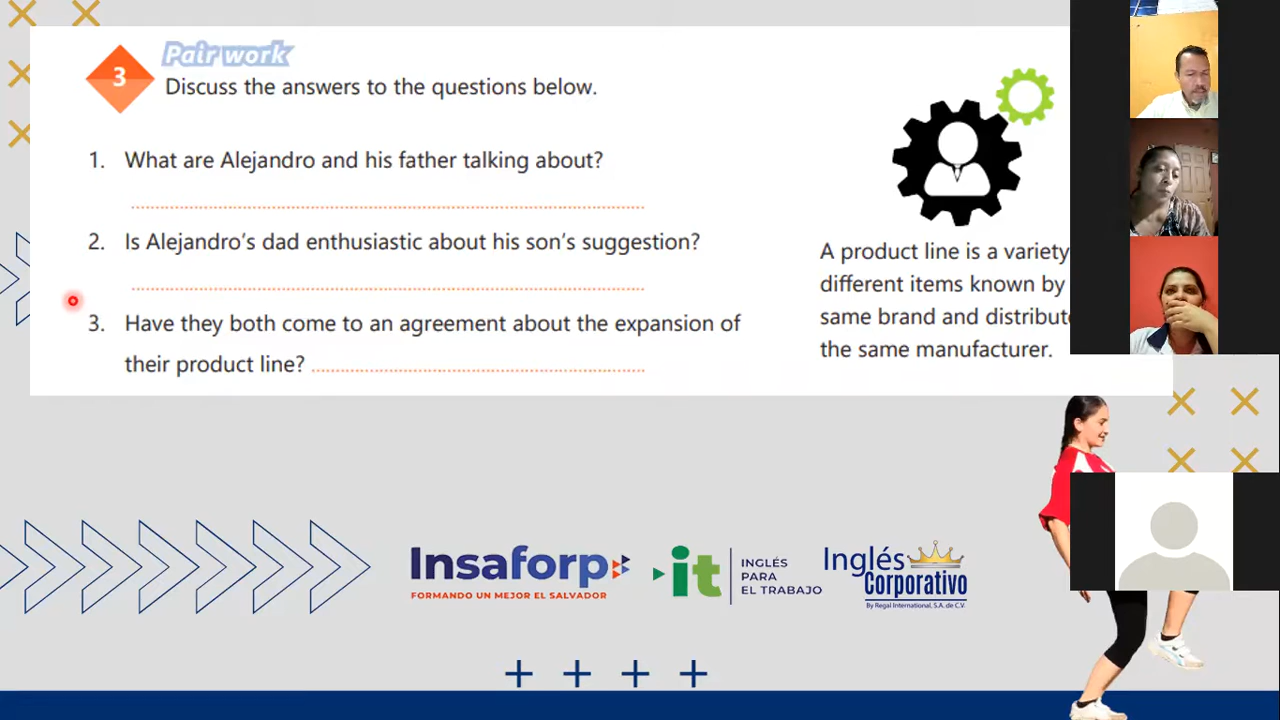 Pair work
3
Discuss the answers to the questions below.
1. What are Alejandro and his father talking about?
2. Is Alejandro's dad enthusiastic about his son's suggestion?
3. Have they both come to an agreement about the expansion of
their product line?
A product line is a variety
different items known by
same brand and distribut
the same manufacturer.
Insaforp
FORMANDO UN MEJOR EL SALVADOR
it
INGLÉS
PARA
EL TRABAJO
Inglés
Corporativo
By Regal International, S.A. de C.V.